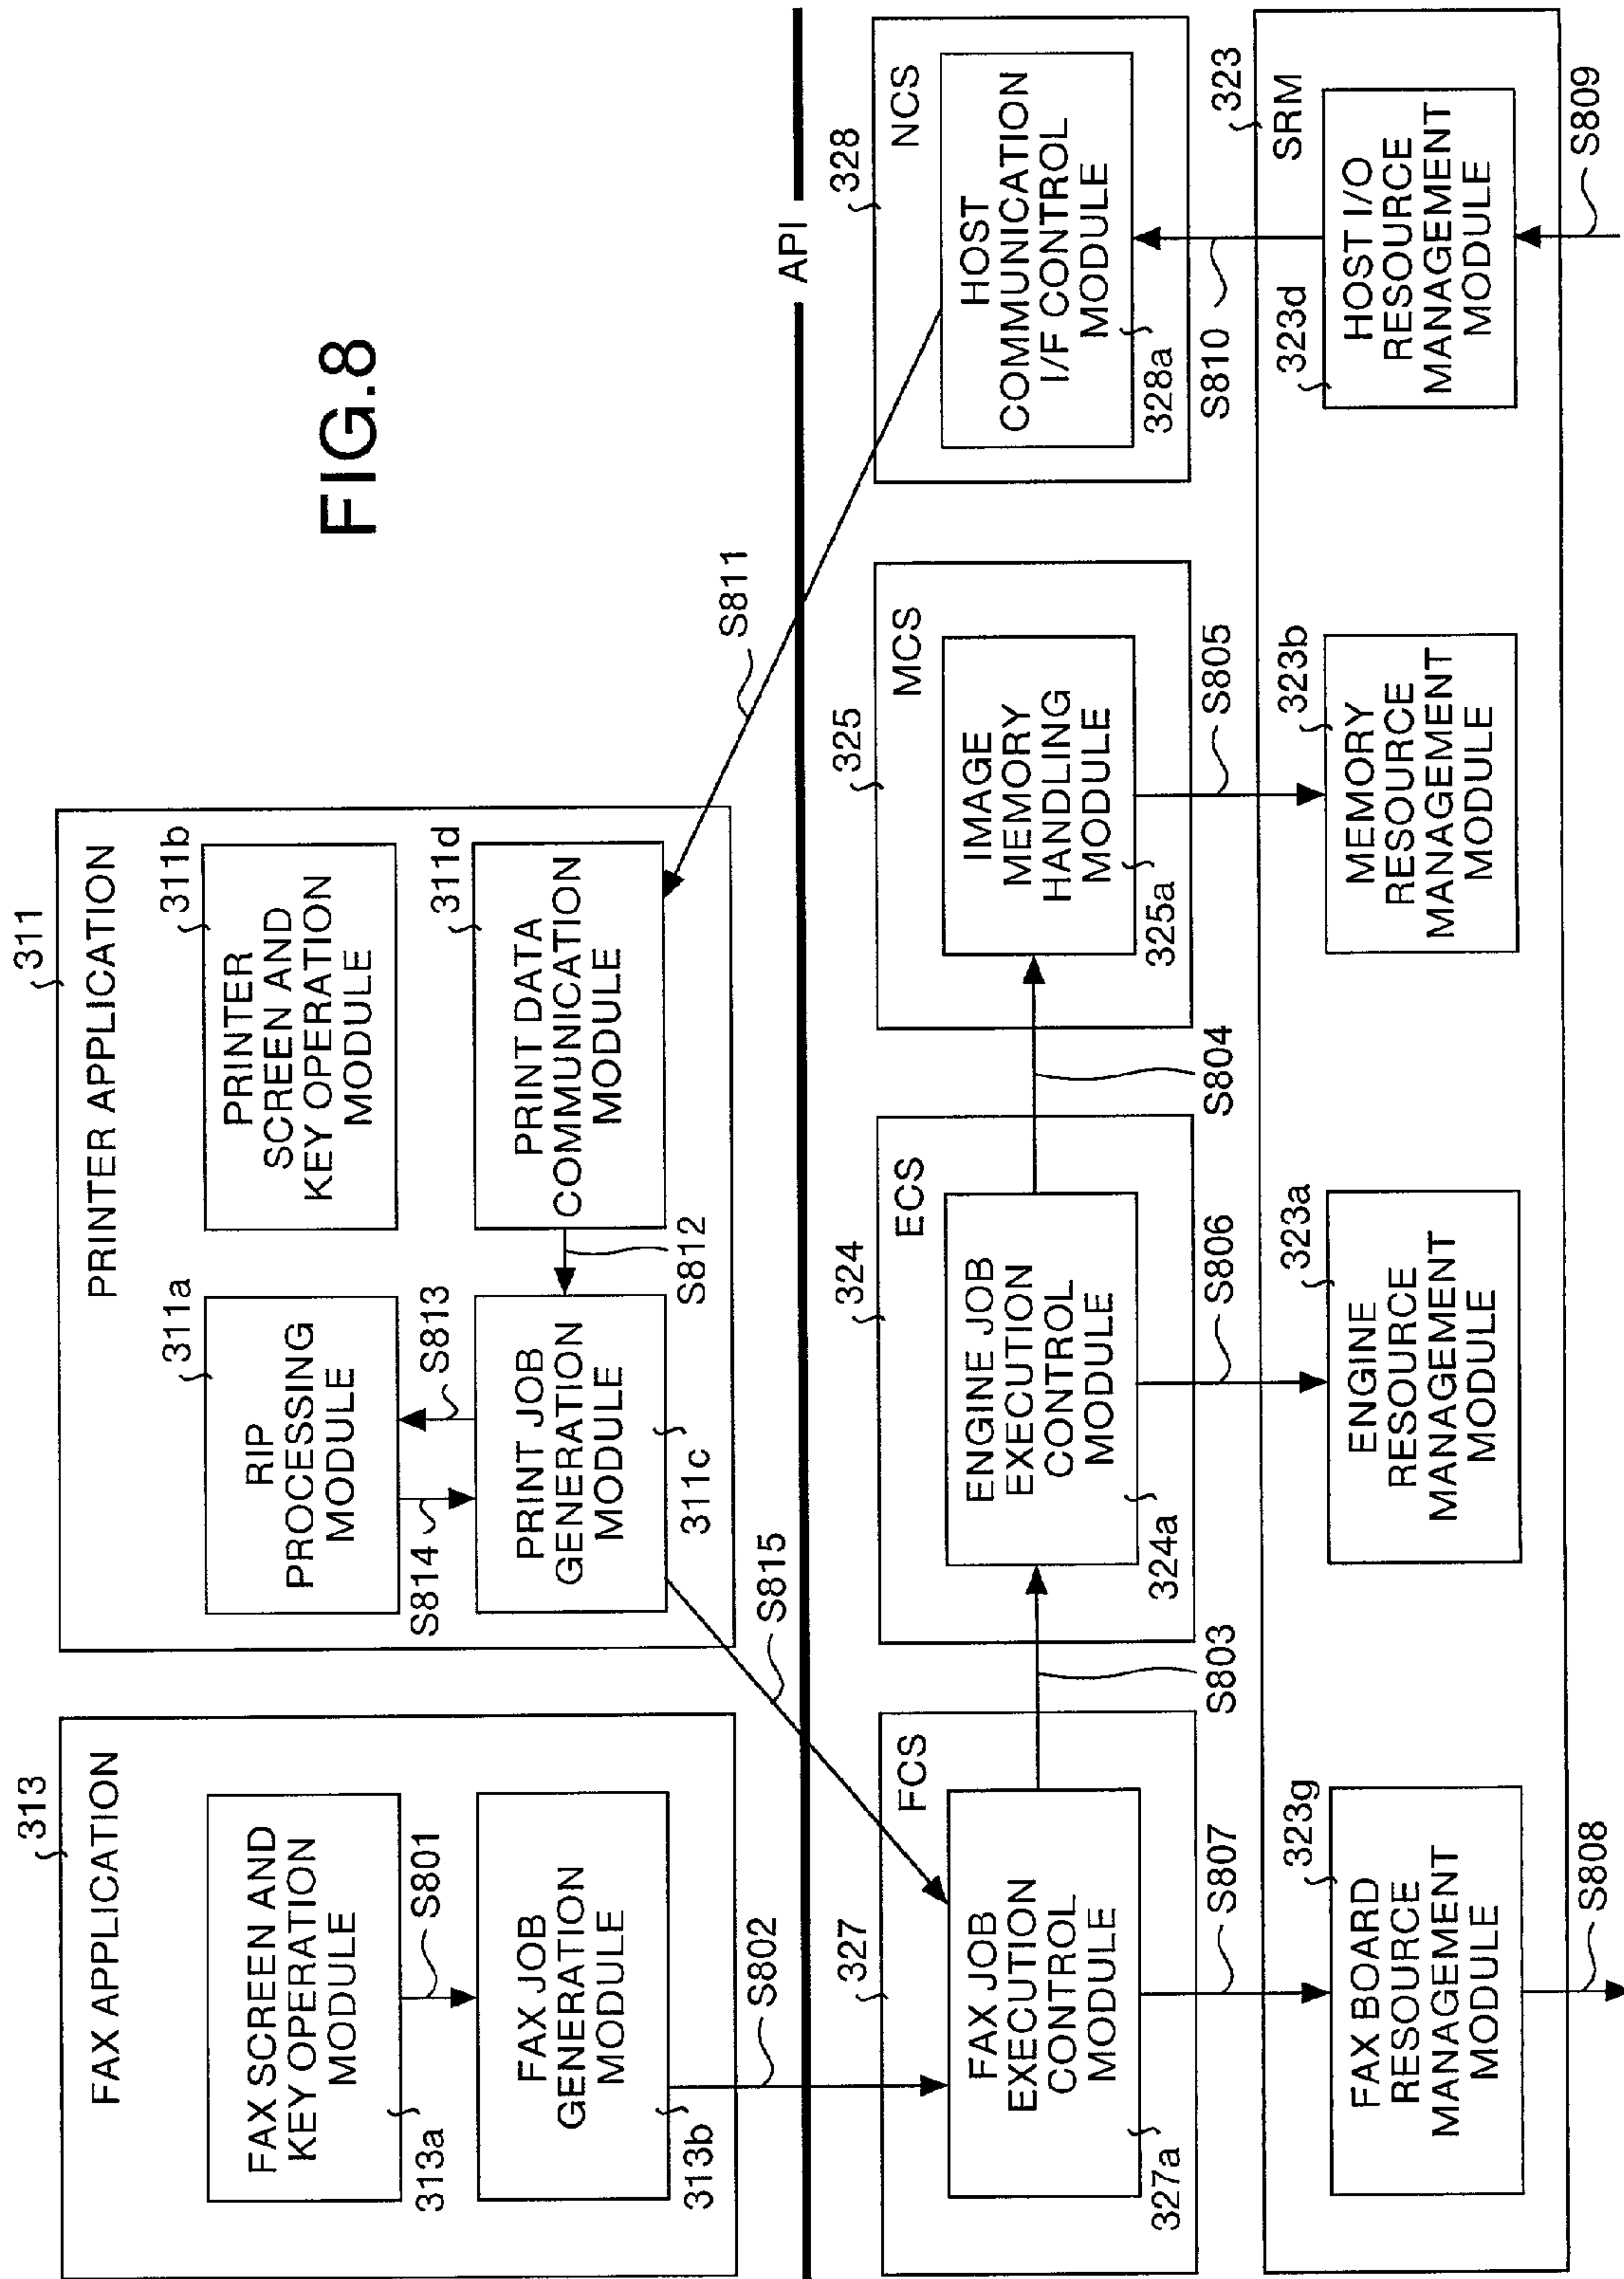 FIG.8
313
FAX APPLICATION
FAX SCREEN AND
KEY OPERATION
MODULE
313a
S801
FAX JOB
GENERATION
MODULE
313b
S802
311
PRINTER APPLICATION
311a
RIP
PROCESSING
MODULE
S814
S813
PRINT JOB
GENERATION
MODULE
311c
S812
311b
PRINTER
SCREEN AND
KEY OPERATION
MODULE
311d
PRINT DATA
COMMUNICATION
MODULE
S815
S811
API
327
FCS
FAX JOB
EXECUTION
CONTROL
MODULE
327a
S803
S807
324
ECS
ENGINE JOB
EXECUTION
CONTROL
MODULE
324a
S804
S806
325
MCS
IMAGE
MEMORY
HANDLING
MODULE
325a
S805
328
NCS
HOST
COMMUNICATION
I/F CONTROL
MODULE
328a
S810
323
SRM
323g
FAX BOARD
RESOURCE
MANAGEMENT
MODULE
S808
323a
ENGINE
RESOURCE
MANAGEMENT
MODULE
323b
MEMORY
RESOURCE
MANAGEMENT
MODULE
323d
HOST I/O
RESOURCE
MANAGEMENT
MODULE
S809